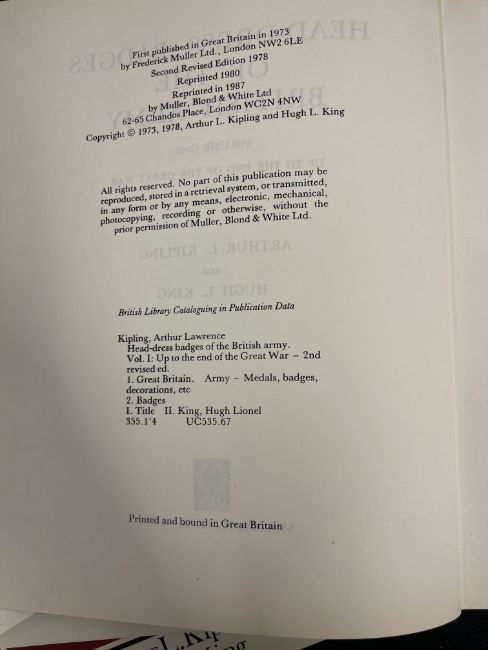 First published in Great Britain in 1973
by Frederick Muller Ltd., London NW2 6LE
Second Revised Edition 1978
Reprinted 1980
Reprinted in 1987
by Muller, Blond & White Ltd
62-65 Chandos Place, London WC2N 4NW
Copyright © 1973, 1978, Arthur L. Kipling and Hugh L. King
All rights reserved. No part of this publication may be
reproduced, stored in a retrieval system, or transmitted,
in any form or by any means, electronic, mechanical,
photocopying, recording or otherwise, without the
prior permission of Muller, Blond & White Ltd.
British Library Cataloguing in Publication Data
Kipling, Arthur Lawrence
Head-dress badges of the British army.
Vol. I: Up to the end of the Great War – 2nd
revised ed.
1. Great Britain. Army – Medals, badges,
decorations, etc
2. Badges
I. Title II. King, Hugh Lionel
355.1'4 UC535.67
Printed and bound in Great Britain